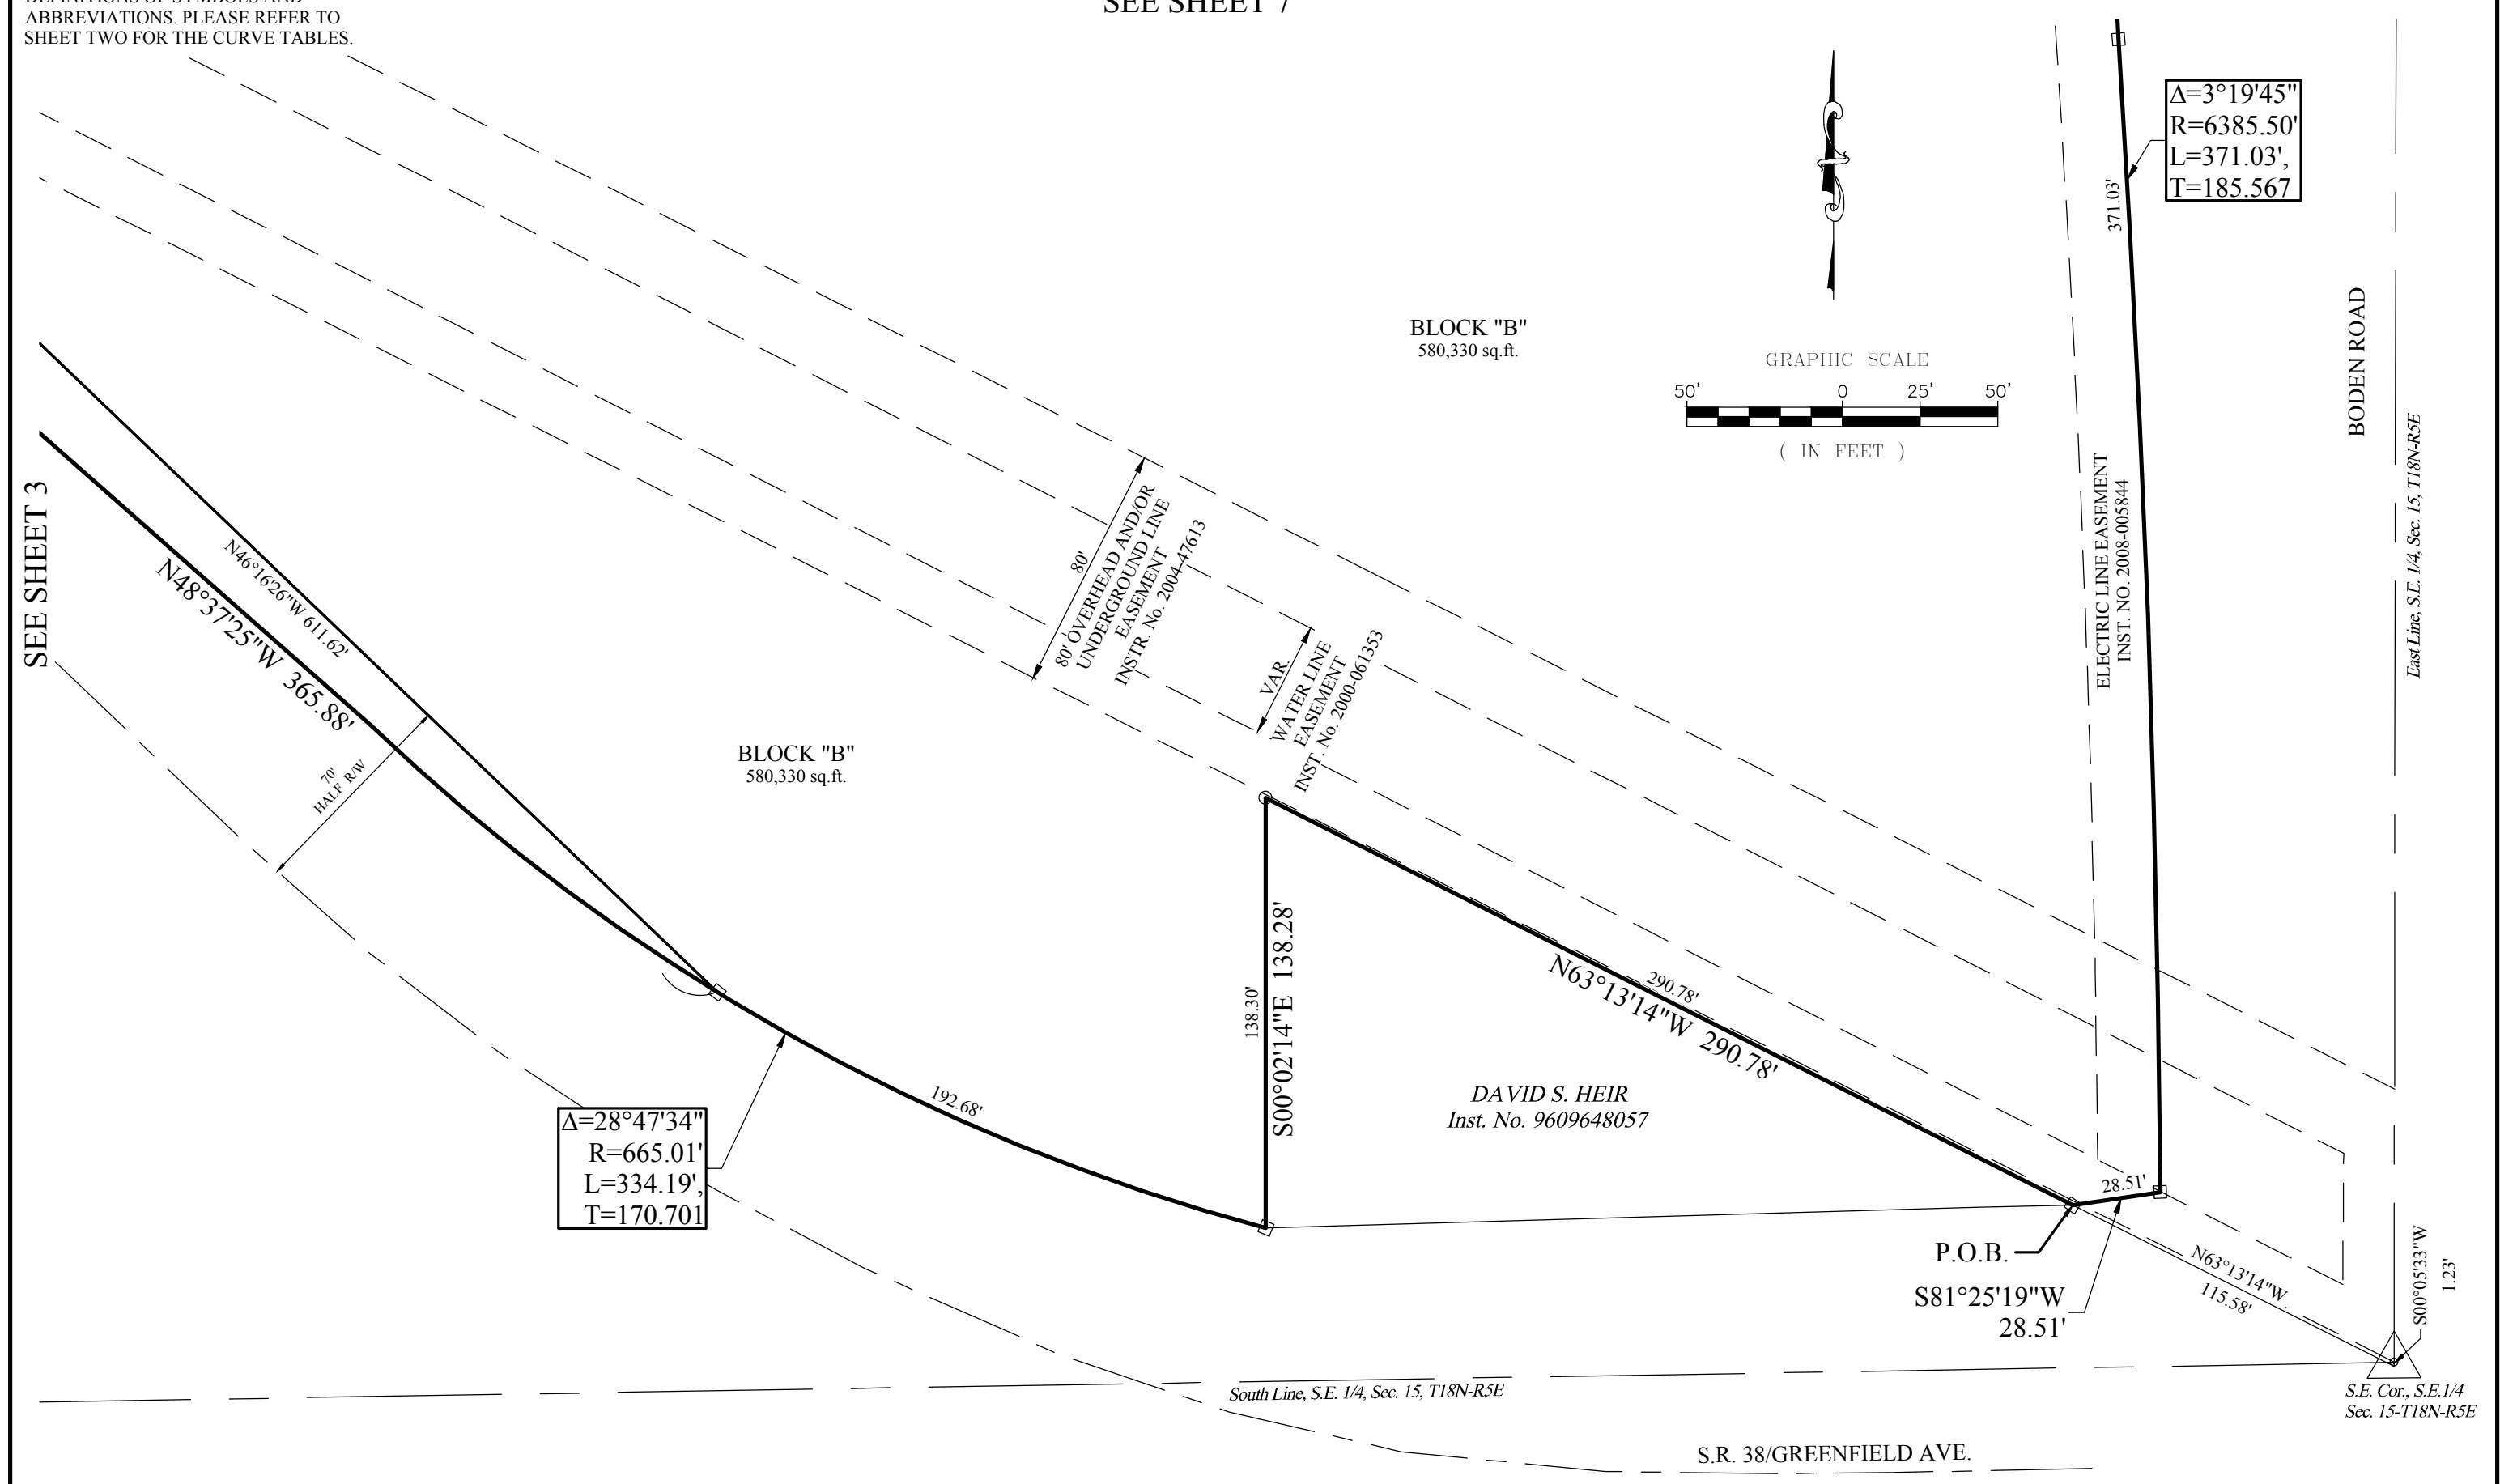 ABBREVIATIONS. PLEASE REFER TO
SHEET TWO FOR THE CURVE TABLES.
SEE SHEET 7
Δ=3°19'45"
R=6385.50'
L=371.03',
T=185.567
371.03'
BLOCK "B"
580,330 sq.ft.
GRAPHIC SCALE
50' 0 25' 50'
( IN FEET )
BODEN ROAD
East Line, S.E. 1/4, Sec. 15, T18N-R5E
ELECTRIC LINE EASEMENT
INST. NO. 2008-005844
SEE SHEET 3
N46°16'26"W 611.62'
N48°37'25"W 365.88'
70'
HALF R/W
80'
80' OVERHEAD AND/OR
UNDERGROUND LINE
EASEMENT
INSTR. No. 2004-47613
VAR.
WATER LINE
EASEMENT
INST. No. 2000-061353
BLOCK "B"
580,330 sq.ft.
138.30'
S00°02'14"E 138.28'
290.78'
N63°13'14"W 290.78'
DAVID S. HEIR
Inst. No. 9609648057
192.68'
Δ=28°47'34"
R=665.01'
L=334.19',
T=170.701
28.51'
P.O.B.
S81°25'19"W
28.51'
N63°13'14"W
115.58'
S00°05'33"W
1.23'
South Line, S.E. 1/4, Sec. 15, T18N-R5E
S.E. Cor., S.E.1/4
Sec. 15-T18N-R5E
S.R. 38/GREENFIELD AVE.